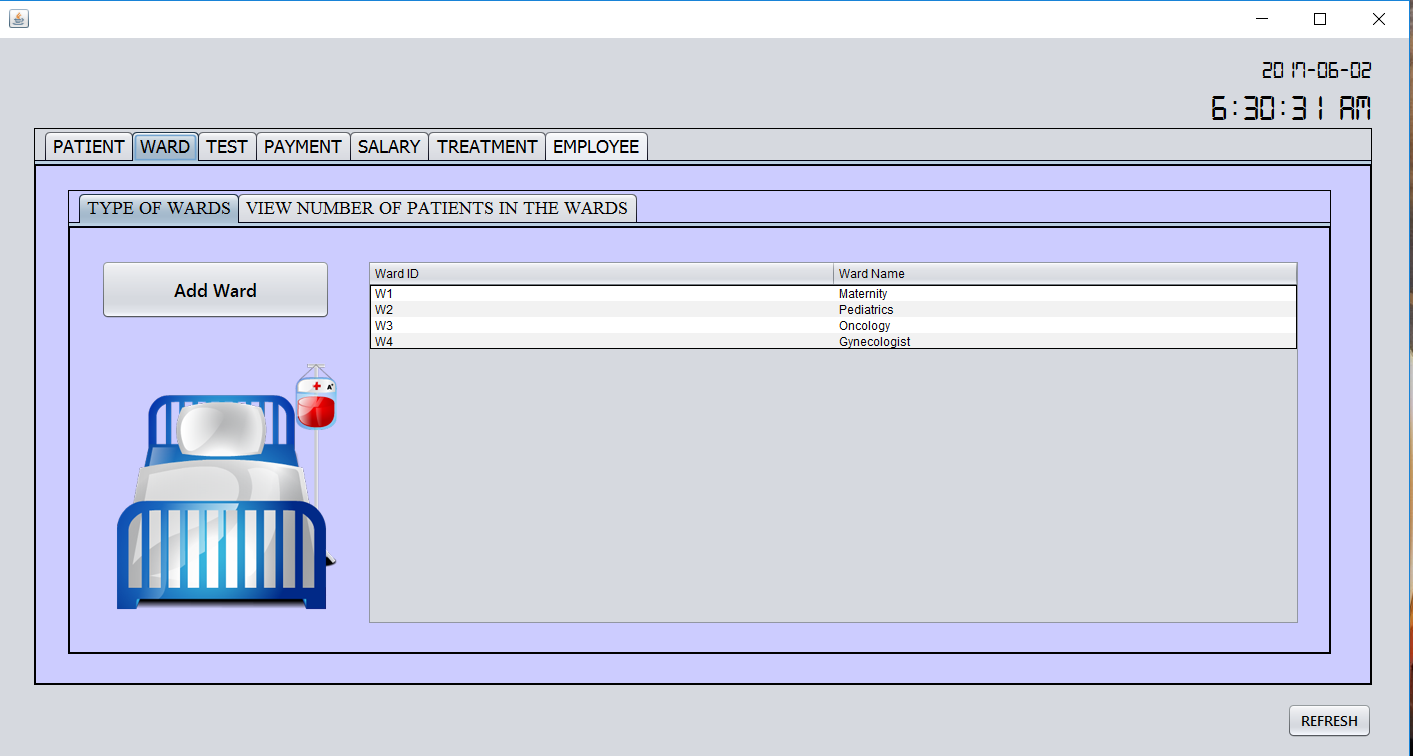 2017-06-02
6:30:31 AM
PATIENT WARD TEST PAYMENT SALARY TREATMENT EMPLOYEE
TYPE OF WARDS VIEW NUMBER OF PATIENTS IN THE WARDS
Add Ward
Ward ID Ward Name
W1 Maternity
W2 Pediatrics
W3 Oncology
W4 Gynecologist
A+
REFRESH